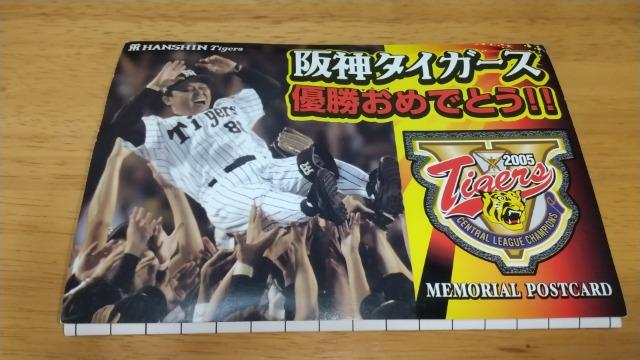 HANSHIN Tigers
阪神タイガース
優勝おめでとう!!
Tigers
2005
Tigers
CENTRAL LEAGUE CHAMPIONS
MEMORIAL POSTCARD